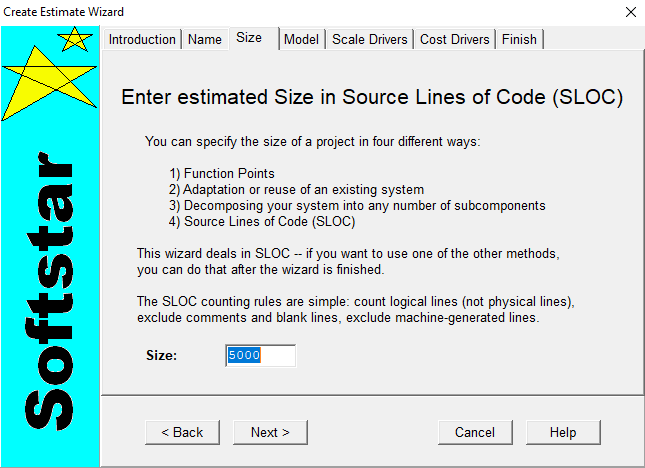 Create Estimate Wizard
Introduction Name Size Model Scale Drivers Cost Drivers Finish
Softstar
Enter estimated Size in Source Lines of Code (SLOC)
You can specify the size of a project in four different ways:
1) Function Points
2) Adaptation or reuse of an existing system
3) Decomposing your system into any number of subcomponents
4) Source Lines of Code (SLOC)
This wizard deals in SLOC -- if you want to use one of the other methods,
you can do that after the wizard is finished.
The SLOC counting rules are simple: count logical lines (not physical lines),
exclude comments and blank lines, exclude machine-generated lines.
Size: 5000
< Back Next > Cancel Help